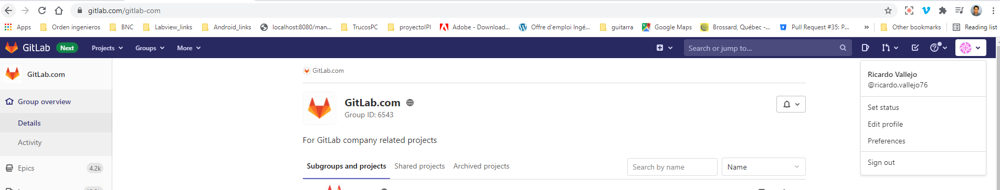 gitlab.com/gitlab-com
Apps Orden ingenieros BNC Labview_links Android_links localhost:8080/man... TrucosPC proyectoIPI Adobe - Download... Offre d'emploi Ingé... guitarra Google Maps Brossard, Québec -... Pull Request #35: P... » Other bookmarks Reading list
GitLab Next Projects Groups More Search or jump to...
GitLab.com
Group overview
Details
Activity
Epics 4.2k
GitLab.com
GitLab.com
Group ID: 6543
For GitLab company related projects
Subgroups and projects Shared projects Archived projects Search by name Name
Ricardo Vallejo
@ricardo.vallejo76
Set status
Edit profile
Preferences
Sign out